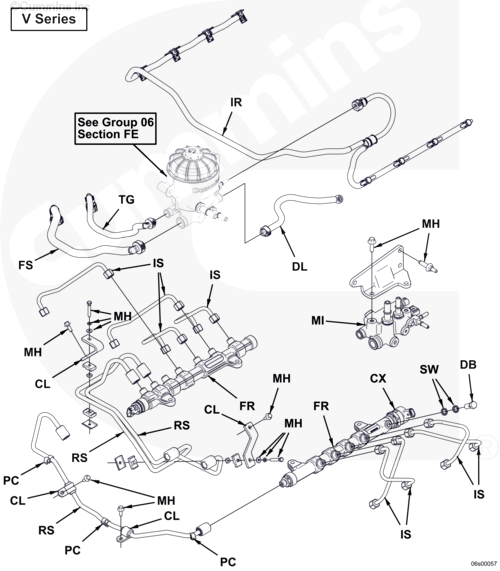 ©Cummins Inc
V Series
IR
See Group 06
Section FE
TG
FS
DL
MH
IS
IS
MH
MI
MH
CL
FR
MH
DB
SW
CX
CL
FR
MH
RS
RS
PC
CL
MH
CL
IS
RS
PC
IS
PC
06s00057
cummins